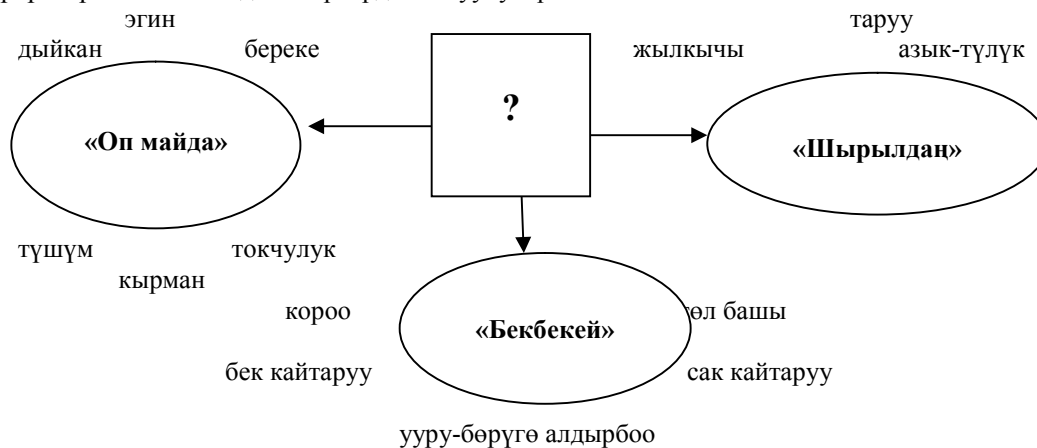 эгин
таруу
дыйкан
береке
жылкычы
азык-түлүк
?
«Оп майда»
«Шырылдаң»
түшүм
токчулук
кырман
короо
башы
«Бекбекей»
бек кайтаруу
сак кайтаруу
ууру-бөрүгө алдырбоо